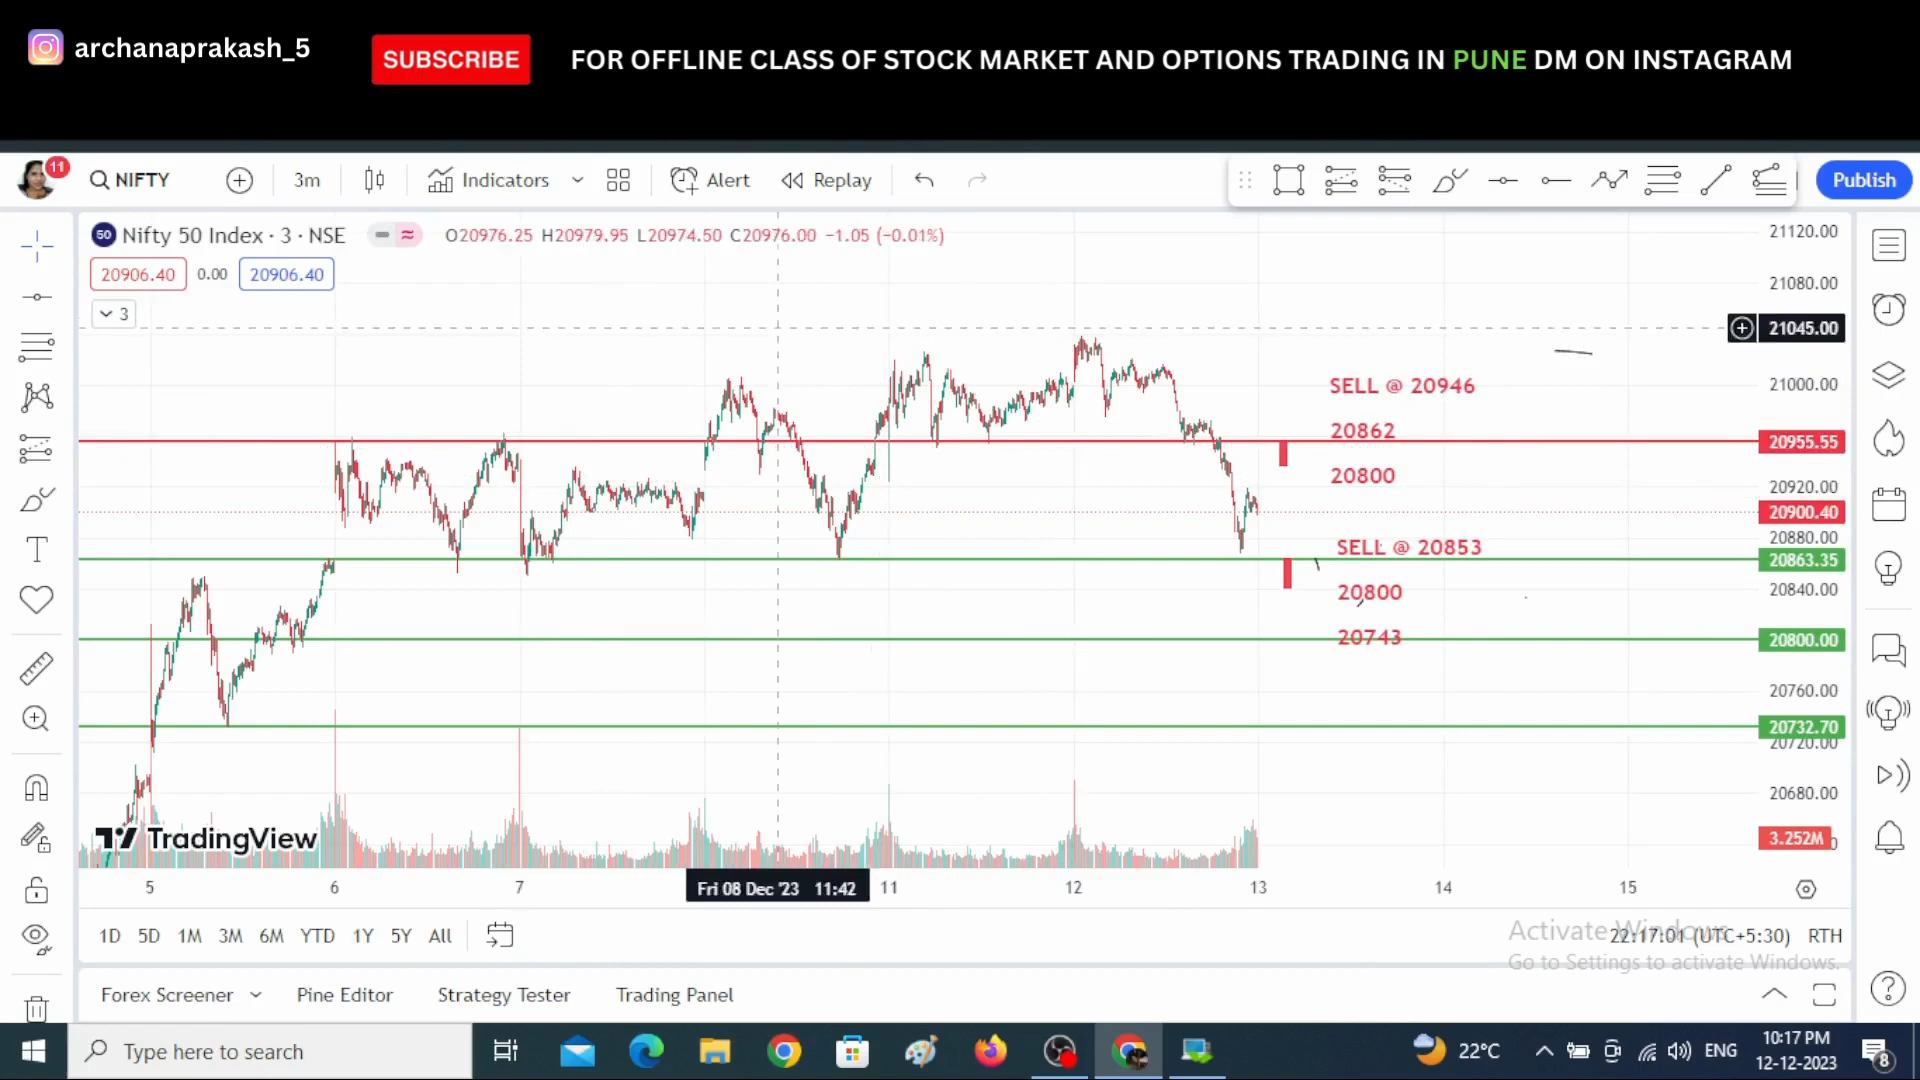 archanaprakash_5
SUBSCRIBE
FOR OFFLINE CLASS OF STOCK MARKET AND OPTIONS TRADING IN PUNE DM ON INSTAGRAM
11
NIFTY
3m
Indicators
Alert
Replay
Publish
50 Nifty 50 Index · 3 · NSE
O20976.25 H20979.95 L20974.50 C20976.00 −1.05 (−0.01%)
20906.40 0.00 20906.40
3
21120.00
21080.00
21045.00
21000.00
20955.55
20920.00
20900.40
20880.00
20863.35
20840.00
20800.00
20760.00
20732.70
20720.00
20680.00
3.252M
SELL @ 20946
20862
20800
SELL @ 20853
20800
20743
TradingView
5 6 7 Fri 08 Dec '23 11:42 11 12 13 14 15
1D 5D 1M 3M 6M YTD 1Y 5Y All
22:17:01 (UTC+5:30) RTH
Activate Windows
Go to Settings to activate Windows.
Forex Screener Pine Editor Strategy Tester Trading Panel
Type here to search
22°C
ENG
10:17 PM
12-12-2023
8